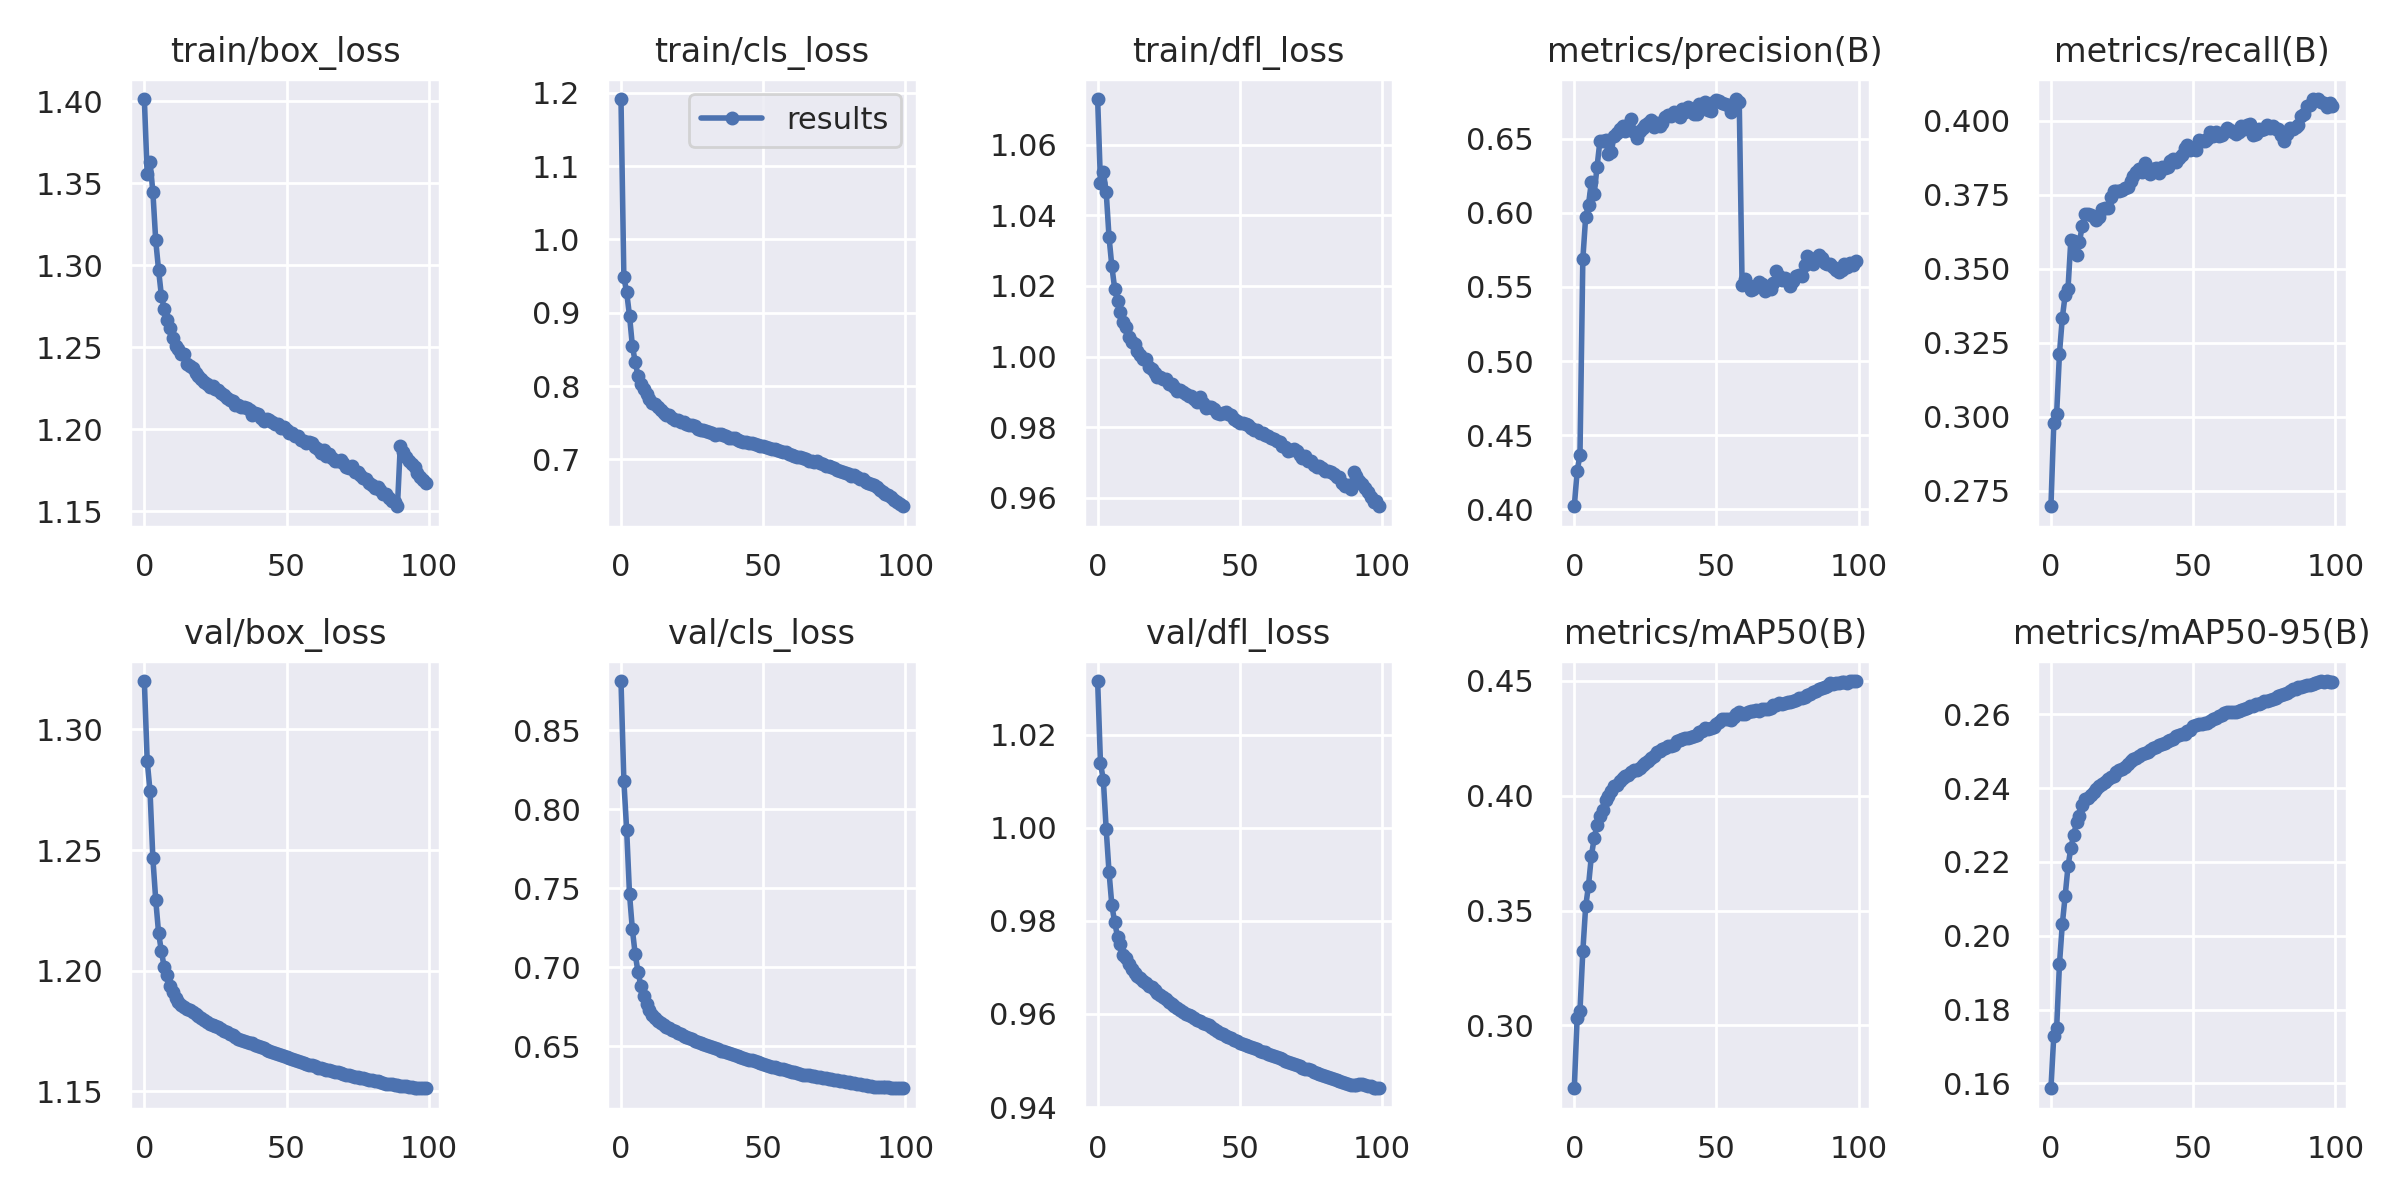 train/box_loss
1.40
1.35
1.30
1.25
1.20
1.15
0 50 100
train/cls_loss
results
1.2
1.1
1.0
0.9
0.8
0.7
0 50 100
train/dfl_loss
1.06
1.04
1.02
1.00
0.98
0.96
0 50 100
metrics/precision(B)
0.65
0.60
0.55
0.50
0.45
0.40
0 50 100
metrics/recall(B)
0.400
0.375
0.350
0.325
0.300
0.275
0 50 100
val/box_loss
1.30
1.25
1.20
1.15
0 50 100
val/cls_loss
0.85
0.80
0.75
0.70
0.65
0 50 100
val/dfl_loss
1.02
1.00
0.98
0.96
0.94
0 50 100
metrics/mAP50(B)
0.45
0.40
0.35
0.30
0 50 100
metrics/mAP50-95(B)
0.26
0.24
0.22
0.20
0.18
0.16
0 50 100